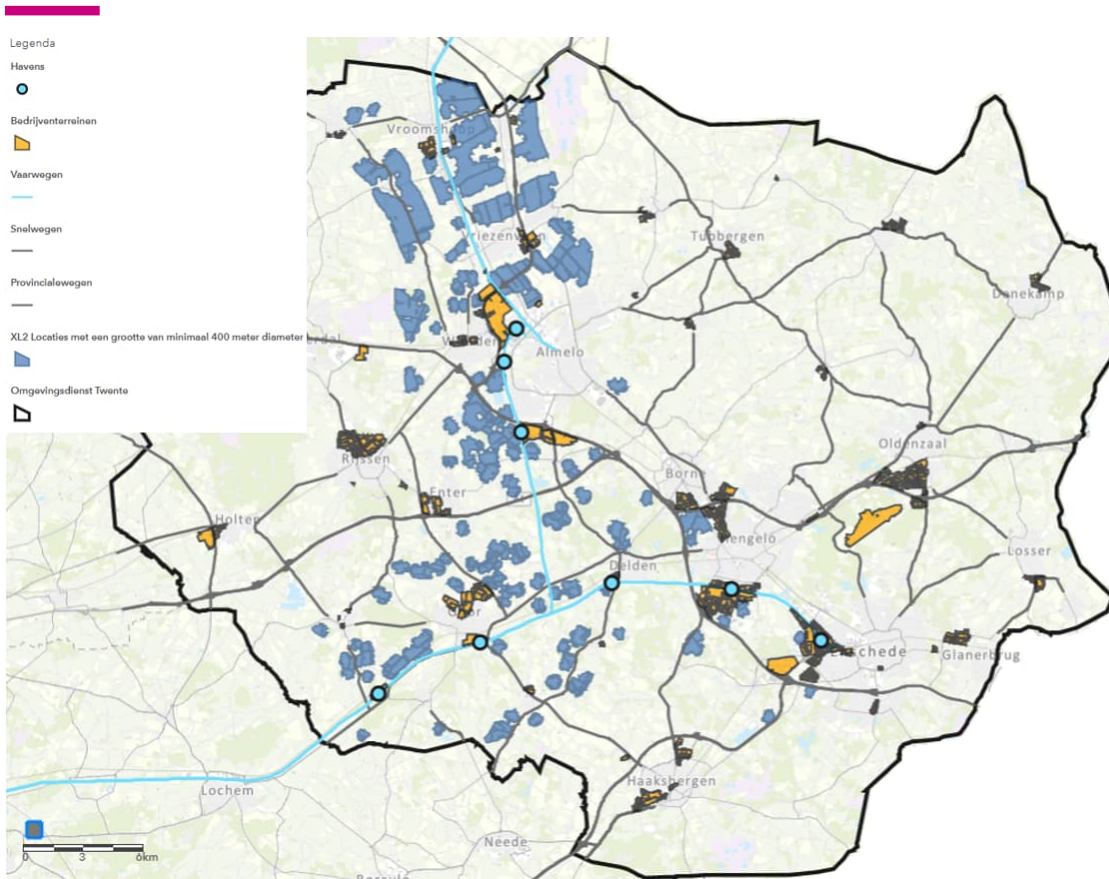 Legenda
Havens
Bedrijventerreinen
Vaarwegen
Snelwegen
Provincialewegen
XL2 Locaties met een grootte van minimaal 400 meter diameter
Omgevingsdienst Twente
Vroomshoop
Tubbergen
Denekamp
Almelo
Oldenzaal
Rijssen
Borne
Enter
Holten
Hengelo
Losser
Delden
Enschede
Glanerbrug
Haaksbergen
Lochem
Neede
0 3 6km